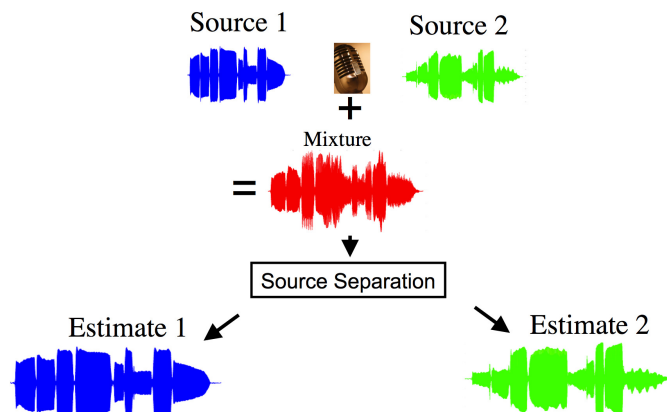 Source 1
Source 2
+
Mixture
=
Source Separation
Estimate 1
Estimate 2